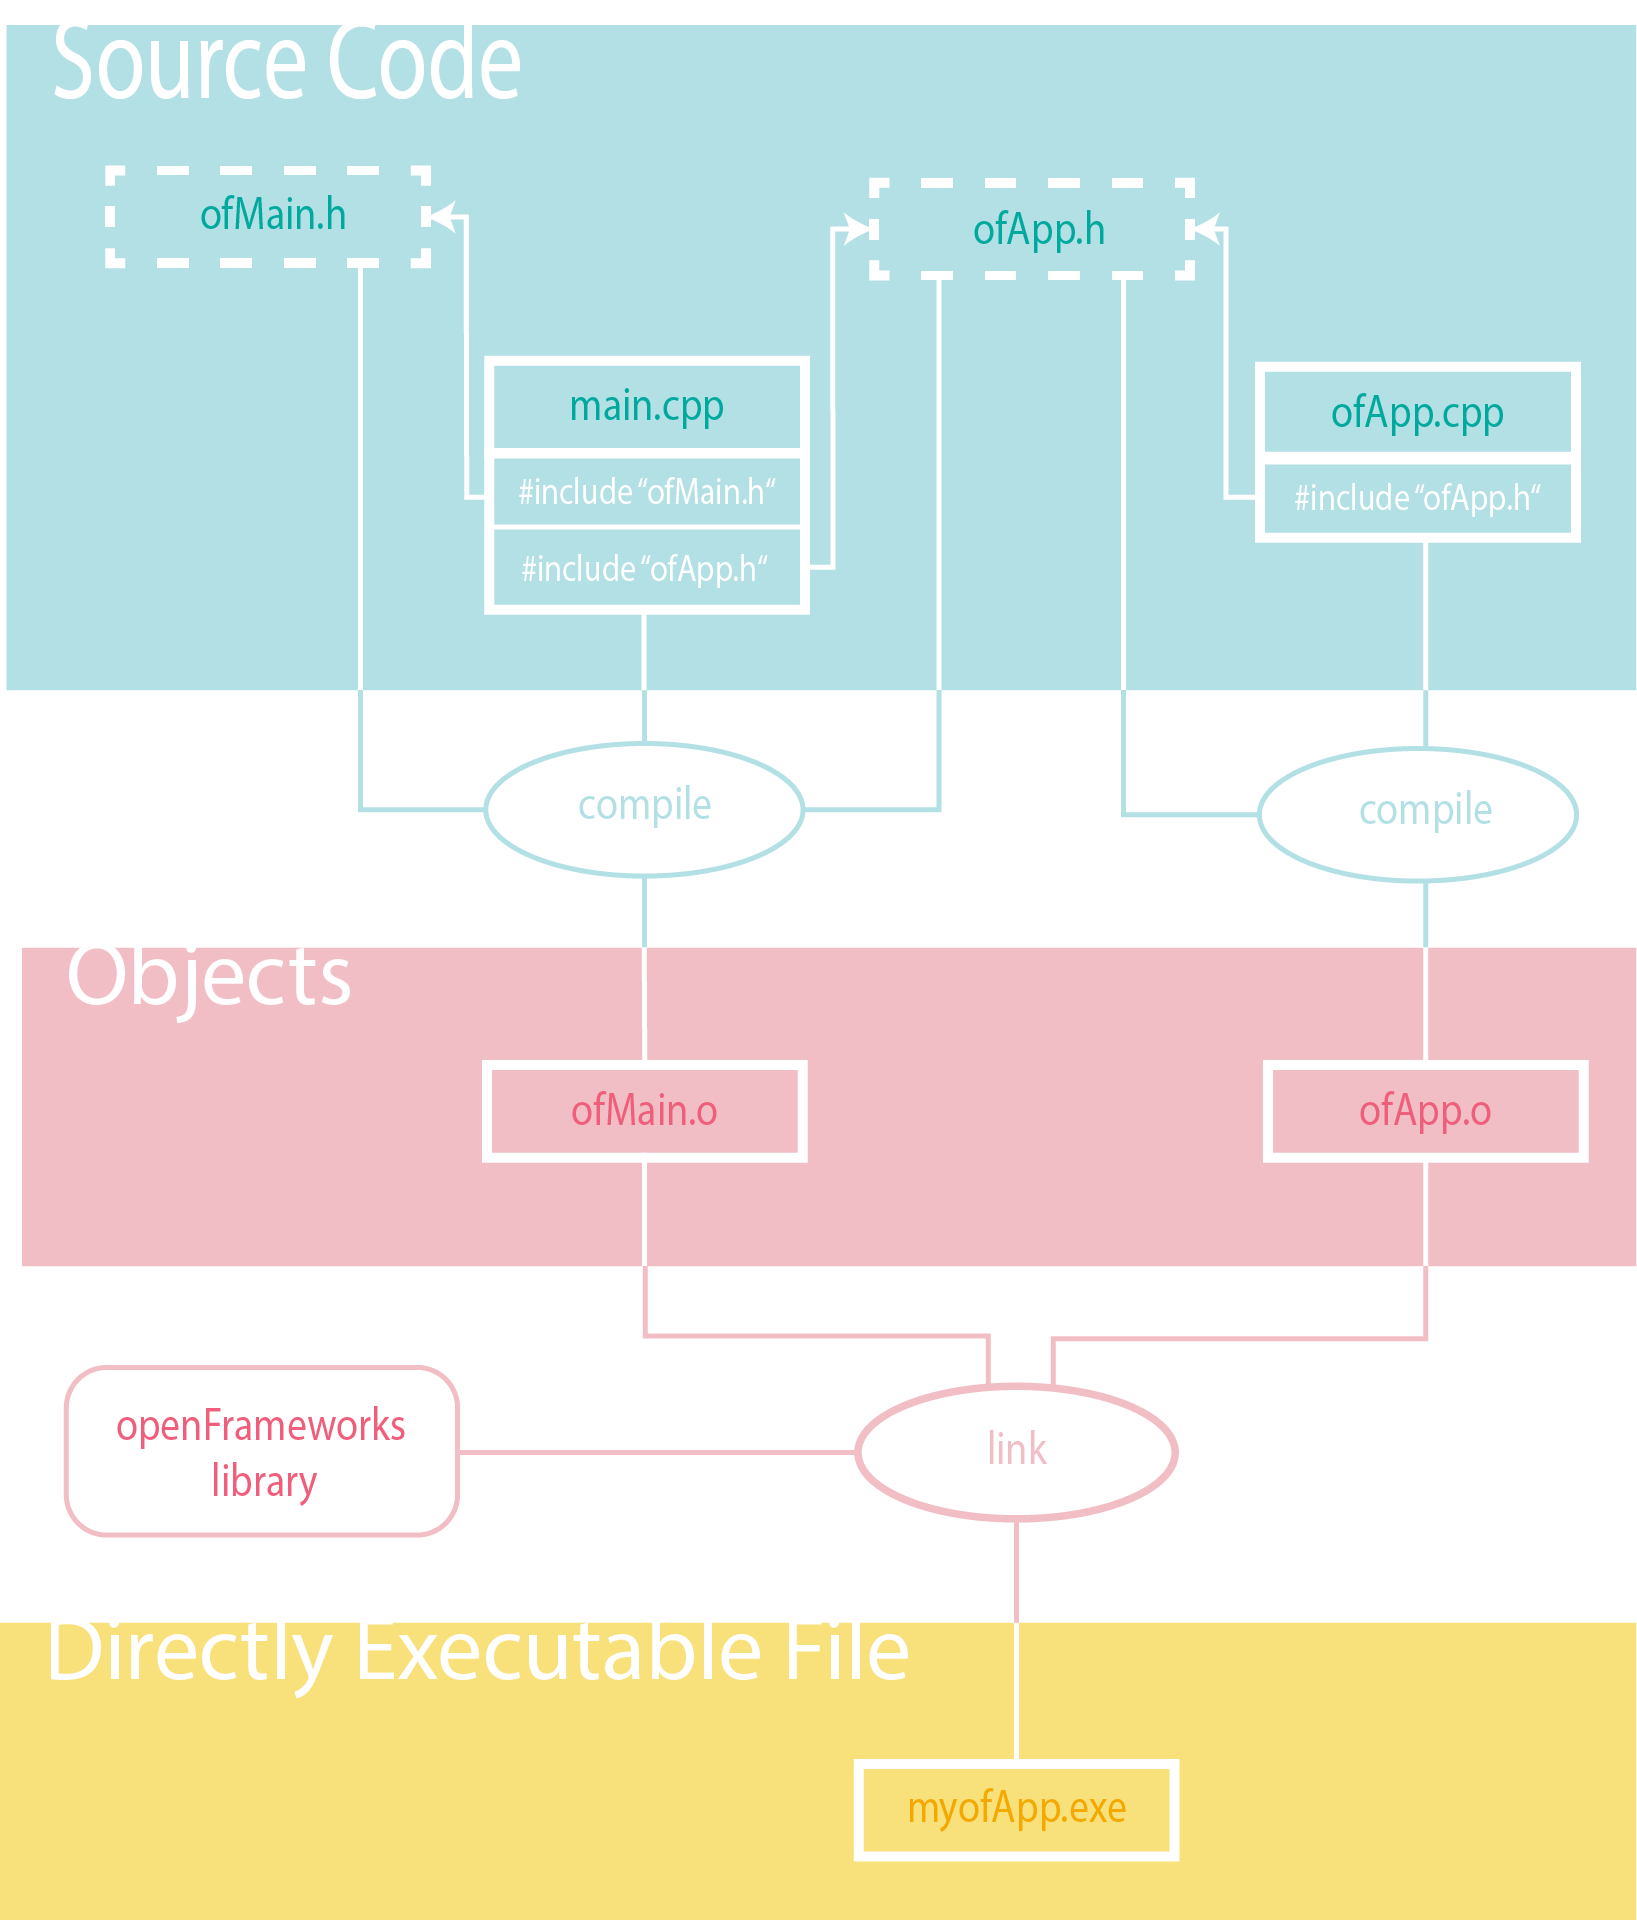 Source Code
ofMain.h
ofApp.h
main.cpp
#include “ofMain.h“
#include “ofApp.h“
ofApp.cpp
#include “ofApp.h“
compile
compile
Objects
ofMain.o
ofApp.o
openFrameworks
library
link
Directly Executable File
myofApp.exe